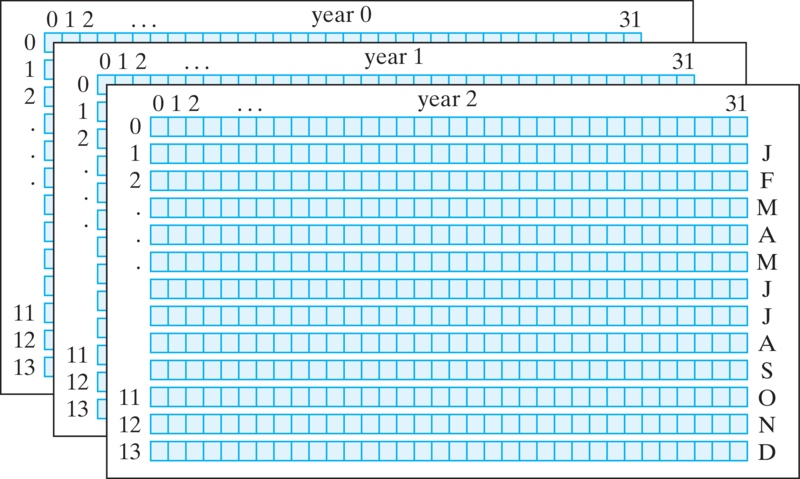 0 1 2 ... year 0 31
0
1
2
.
.
.
11
12
13
0 1 2 ... year 1 31
0
1
2
.
.
.
11
12
13
0 1 2 ... year 2 31
0
1 J
2 F
. M
. A
. M
J
J
A
S
11 O
12 N
13 D